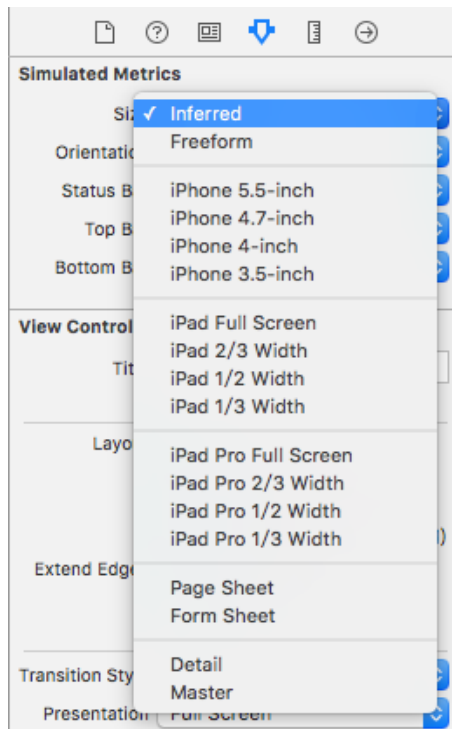 Simulated Metrics
Siz ✓ Inferred
Freeform
Orientatio
Status B
iPhone 5.5-inch
Top B
iPhone 4.7-inch
iPhone 4-inch
Bottom B
iPhone 3.5-inch
View Control
iPad Full Screen
iPad 2/3 Width
Tit
iPad 1/2 Width
iPad 1/3 Width
Layo
iPad Pro Full Screen
iPad Pro 2/3 Width
iPad Pro 1/2 Width
iPad Pro 1/3 Width
)
Extend Edge
Page Sheet
Form Sheet
Transition Sty
Detail
Master
Presentation Full Screen